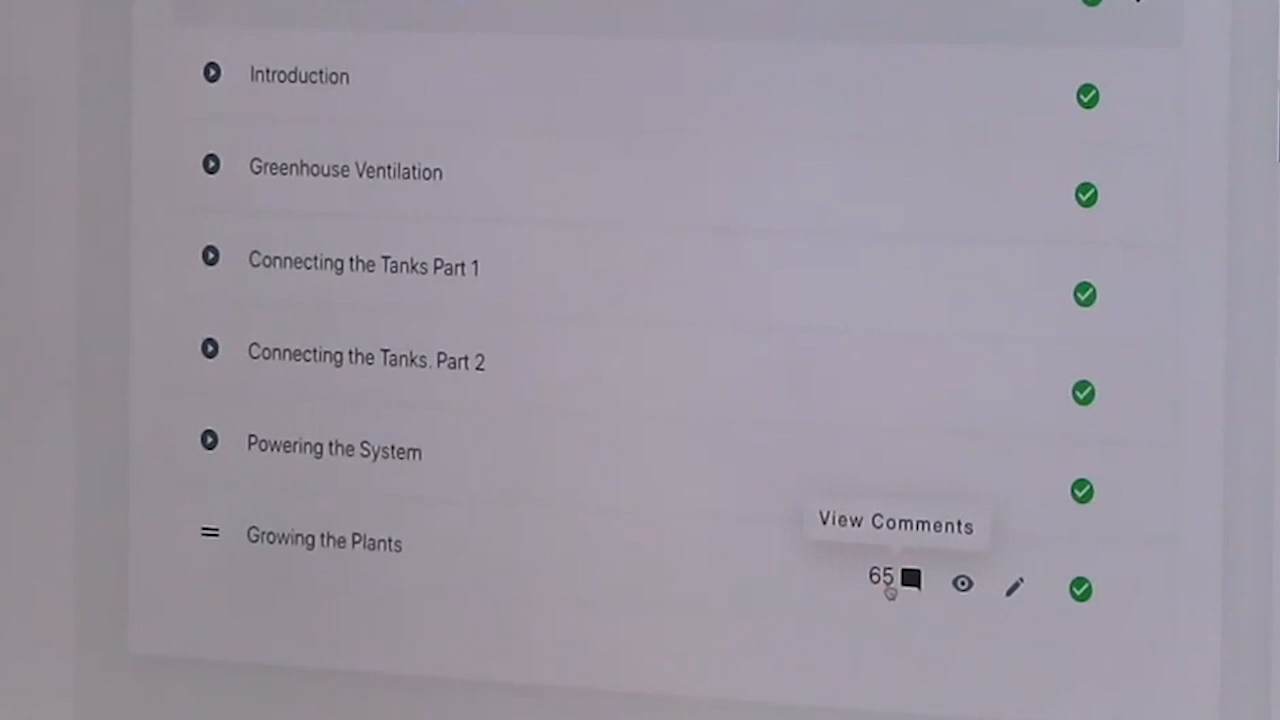 Introduction
Greenhouse Ventilation
Connecting the Tanks Part 1
Connecting the Tanks. Part 2
Powering the System
View Comments
Growing the Plants
65